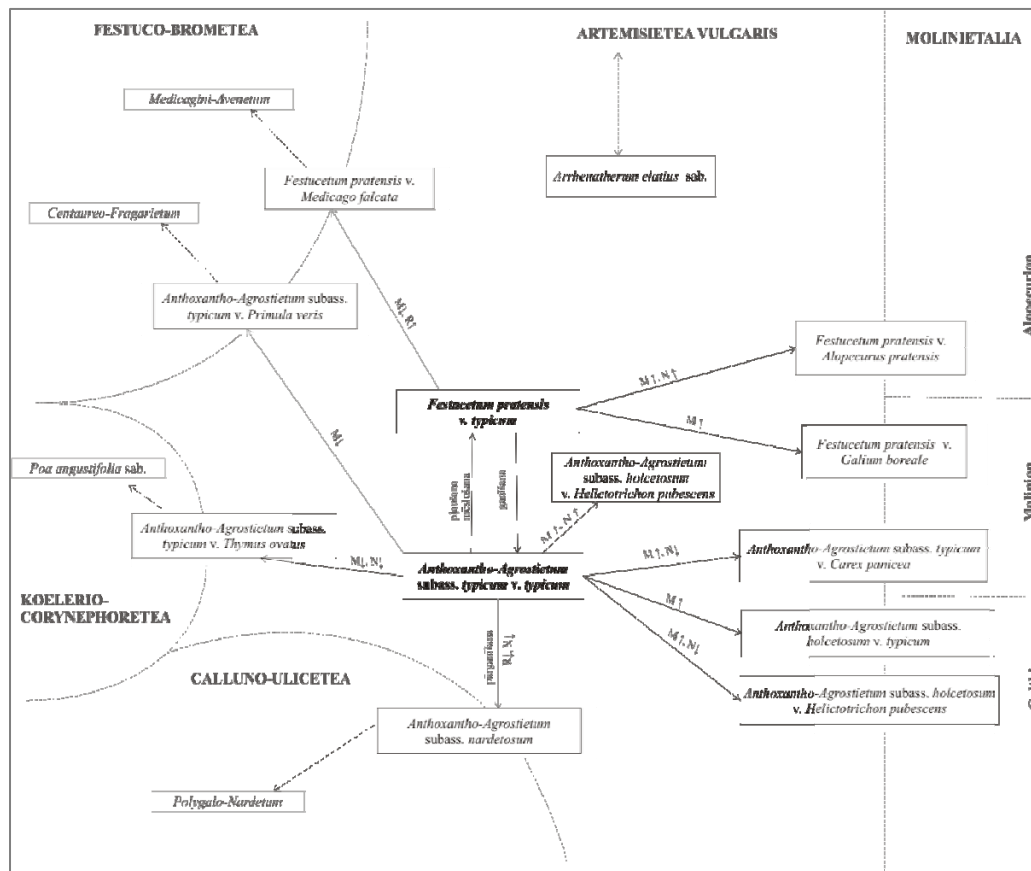 FESTUCO-BROMETEA
ARTEMISIETEA VULGARIS
MOLINIETALIA
Medicagini-Avenetum
Arrhenatherum elatius sab.
Festucetum pratensis v.
Medicago falcata
Centaureo-Fragarietum
Anthoxantho-Agrostietum subass.
typicum v. Primula veris
M↓, R↑
Alopecurion
Festucetum pratensis v.
Alopecurus pratensis
M↑, N↑
Festucetum pratensis
v. typicum
M↑
Festucetum pratensis v.
Galium boreale
M↓
Poa angustifolia sab.
Anthoxantho-Agrostietum
subass. holcetosum
v. Helictotrichon pubescens
M↑, N↑
Molinion
Anthoxantho-Agrostietum subass.
typicum v. Thymus ovatus
M↓, N↓
Anthoxantho-Agrostietum
subass. typicum v. typicum
M↑, N↓
Anthoxantho-Agrostietum subass. typicum
v. Carex panicea
KOELERIO-
CORYNEPHORETEA
M↑
Anthoxantho-Agrostietum subass.
holcetosum v. typicum
M↑, N↓
CALLUNO-ULICETEA
Anthoxantho-Agrostietum subass. holcetosum
v. Helictotrichon pubescens
Anthoxantho-Agrostietum
subass. nardetosum
Polygalo-Nardetum